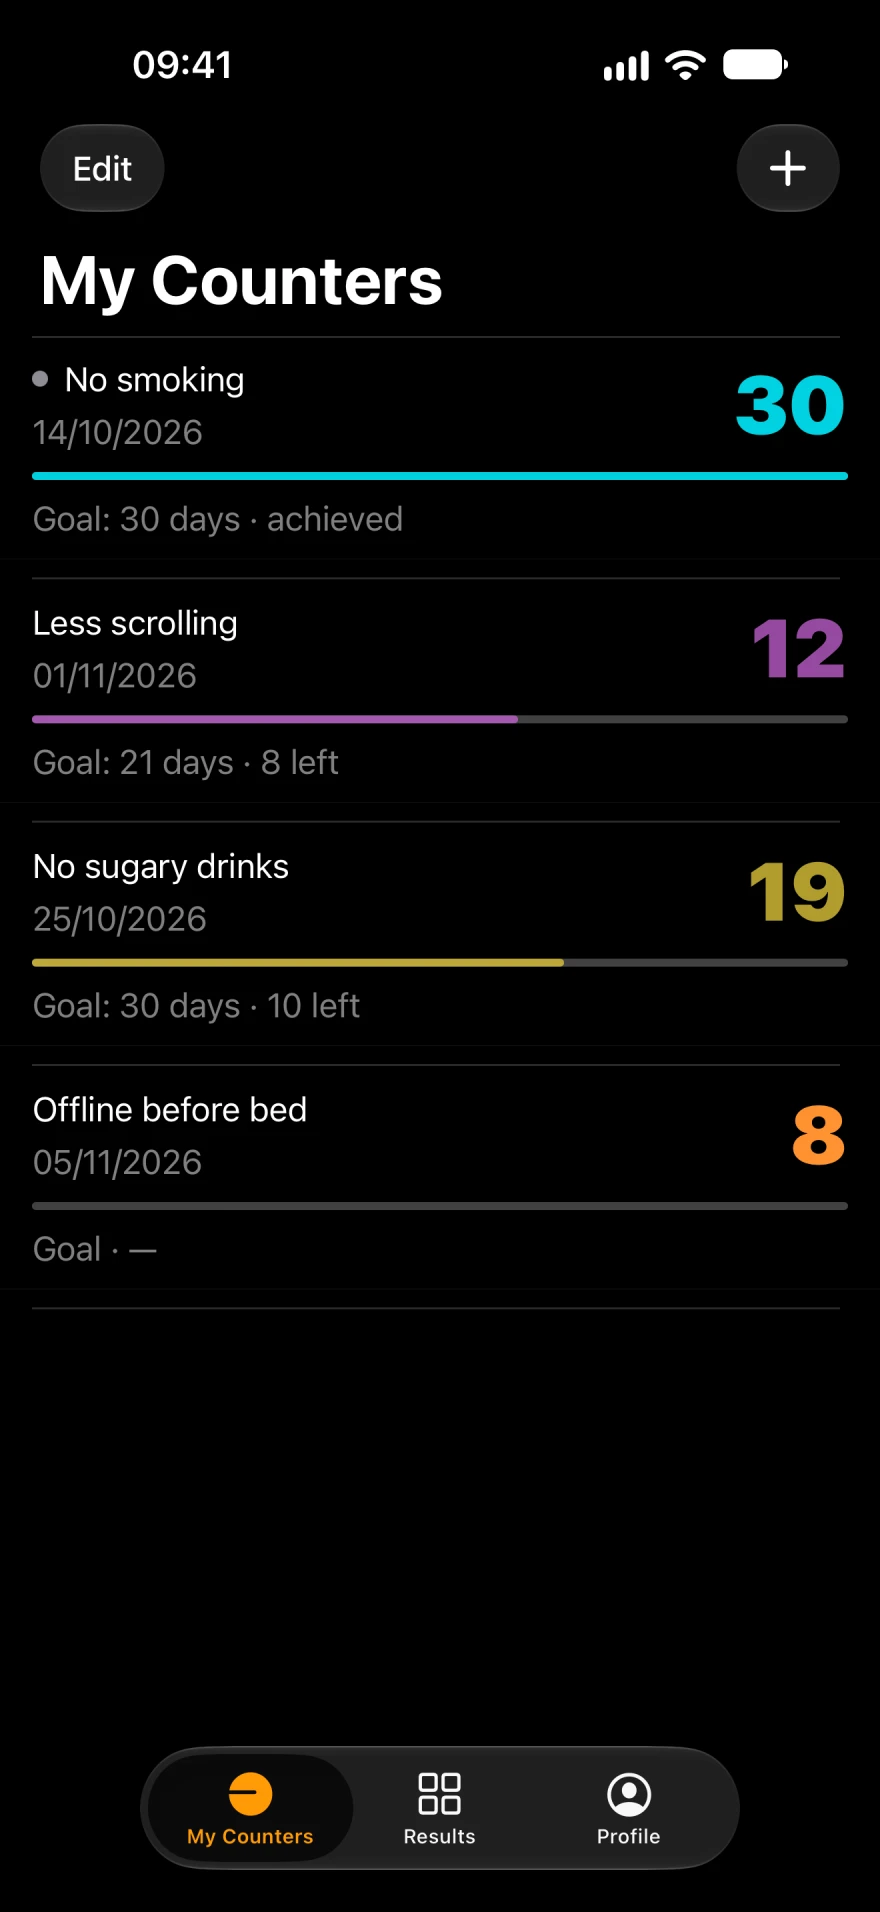 09:41
Edit
My Counters
No smoking
30
14/10/2026
Goal: 30 days · achieved
Less scrolling
12
01/11/2026
Goal: 21 days · 8 left
No sugary drinks
19
25/10/2026
Goal: 30 days · 10 left
Offline before bed
8
05/11/2026
Goal · —
My Counters
Results
Profile